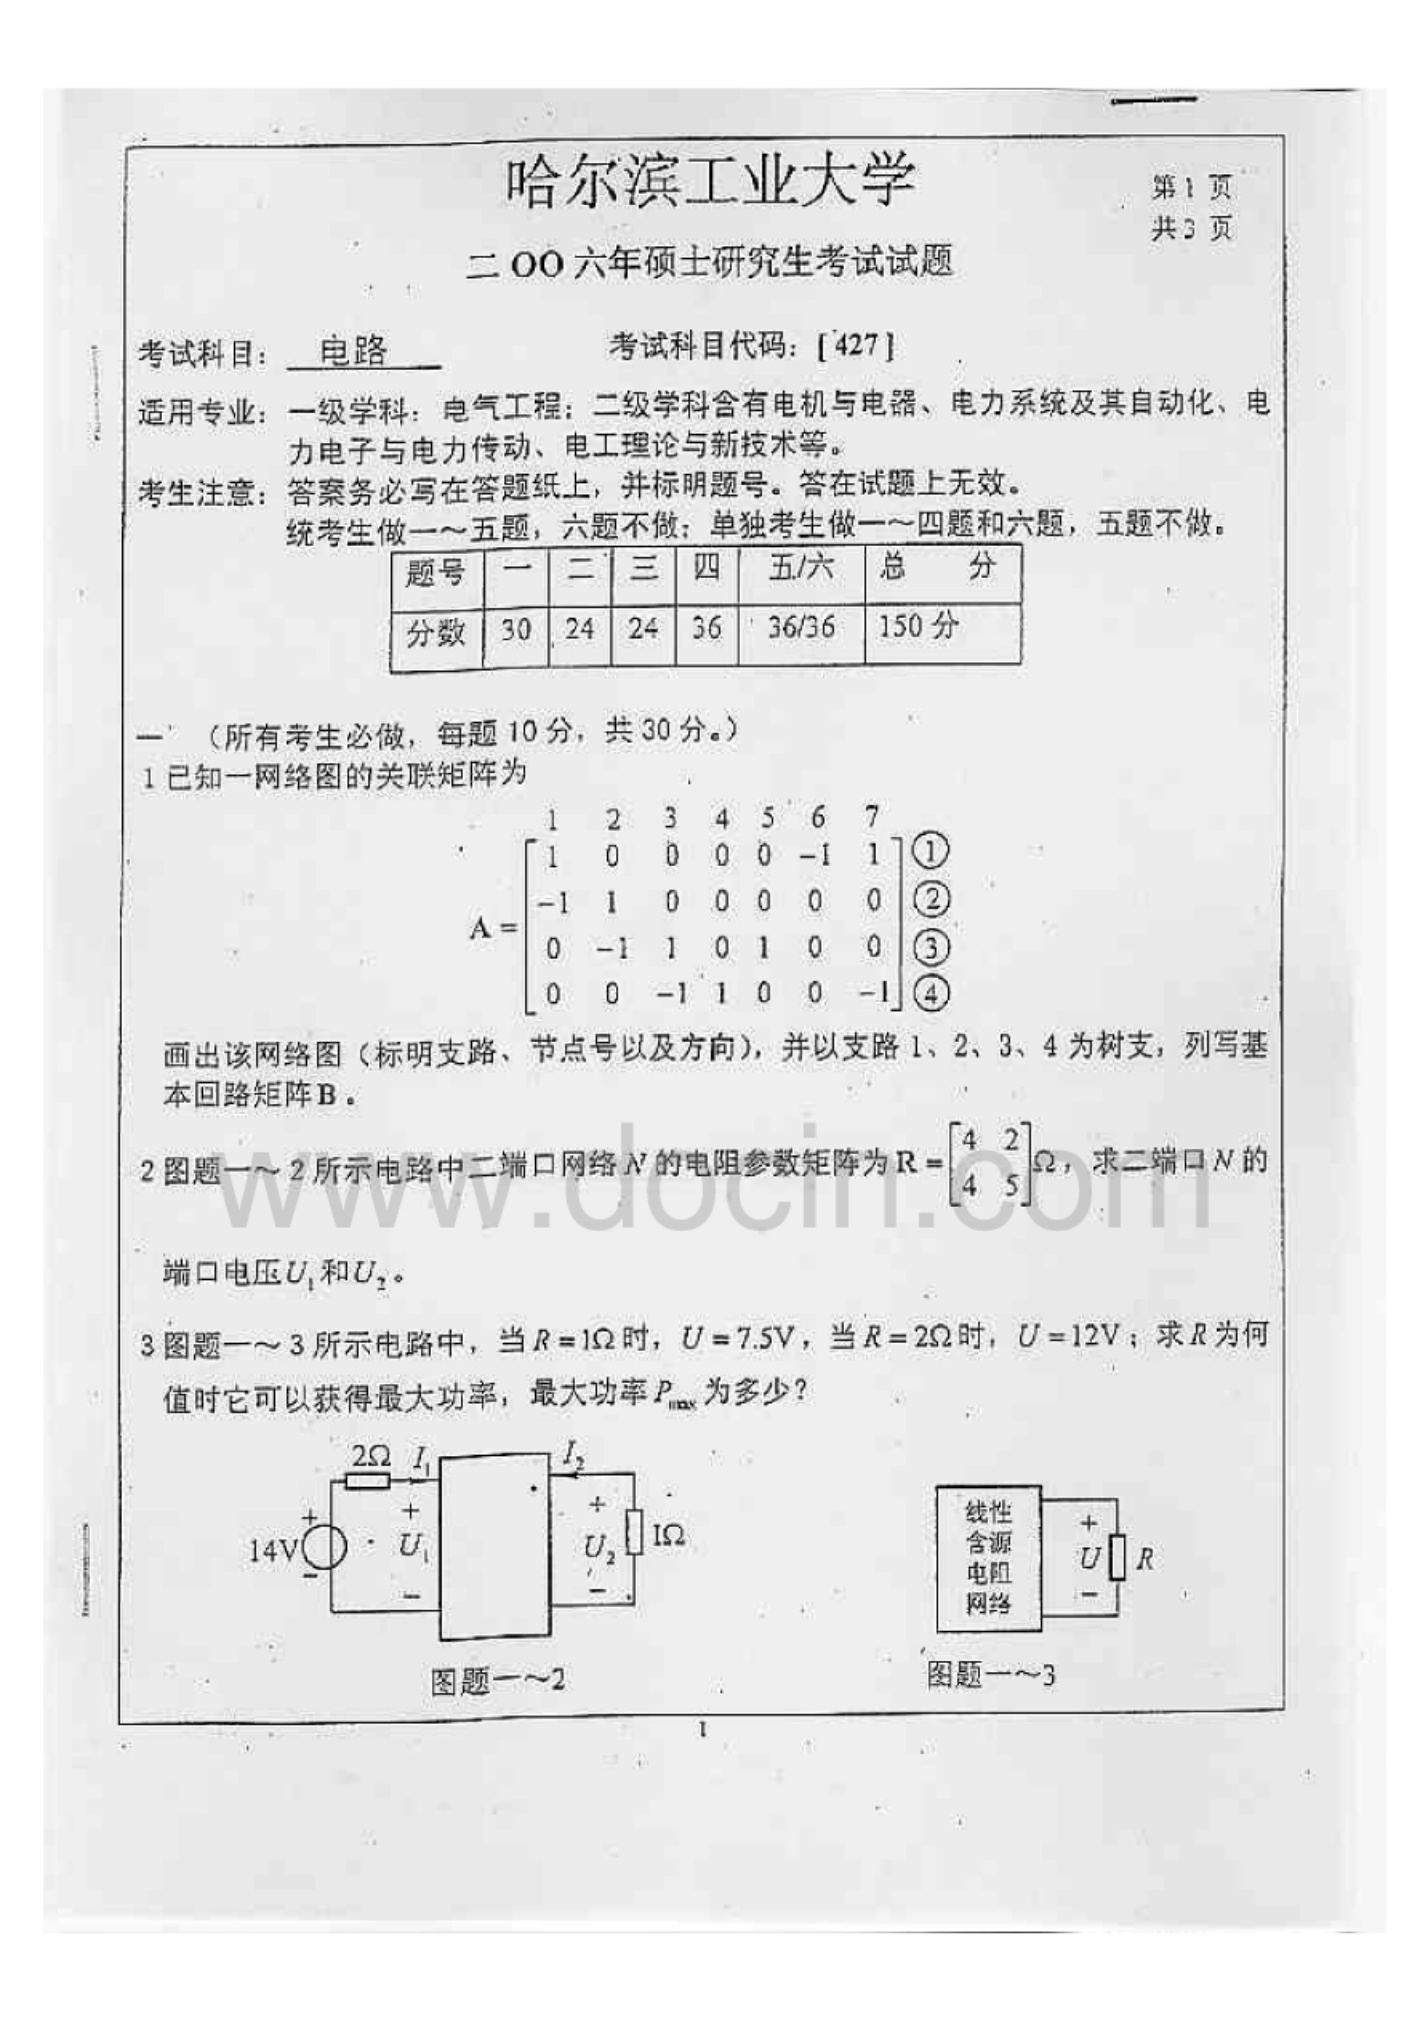 哈尔滨工业大学
第1页
共3页
二OO六年硕士研究生考试试题
考试科目：电路 考试科目代码：[427]
适用专业：一级学科：电气工程；二级学科含有电机与电器、电力系统及其自动化、电
力电子与电力传动、电工理论与新技术等。
考生注意：答案务必写在答题纸上，并标明题号。答在试题上无效。
统考生做一～五题，六题不做；单独考生做一～四题和六题，五题不做。
题号 一 二 三 四 五/六 总 分
分数 30 24 24 36 36/36 150分
一 （所有考生必做，每题10分，共30分。）
1 已知一网络图的关联矩阵为
1 2 3 4 5 6 7
1 0 0 0 0 -1 1 ①
-1 1 0 0 0 0 0 ②
A = 0 -1 1 0 1 0 0 ③
0 0 -1 1 0 0 -1 ④
画出该网络图（标明支路、节点号以及方向），并以支路1、2、3、4为树支，列写基
本回路矩阵B。
2 图题一～2所示电路中二端口网络N的电阻参数矩阵为R=[4 2; 4 5]Ω，求二端口N的
端口电压U₁和U₂。
3 图题一～3所示电路中，当R=1Ω时，U=7.5V，当R=2Ω时，U=12V；求R为何
值时它可以获得最大功率，最大功率Pmax为多少？
2Ω I₁ I₂
14V + - + U₁ - + U₂ - 1Ω
图题一～2
线性
含源
电阻
网络
+ U - R
图题一～3
1
www.docin.com